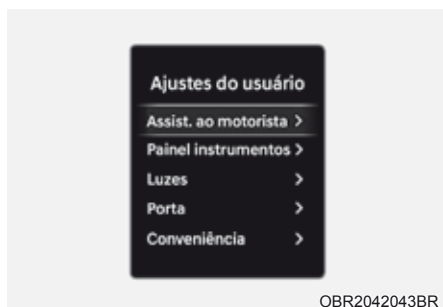 Ajustes do usuário
Assist. ao motorista >
Painel instrumentos >
Luzes >
Porta >
Conveniência >
OBR2042043BR